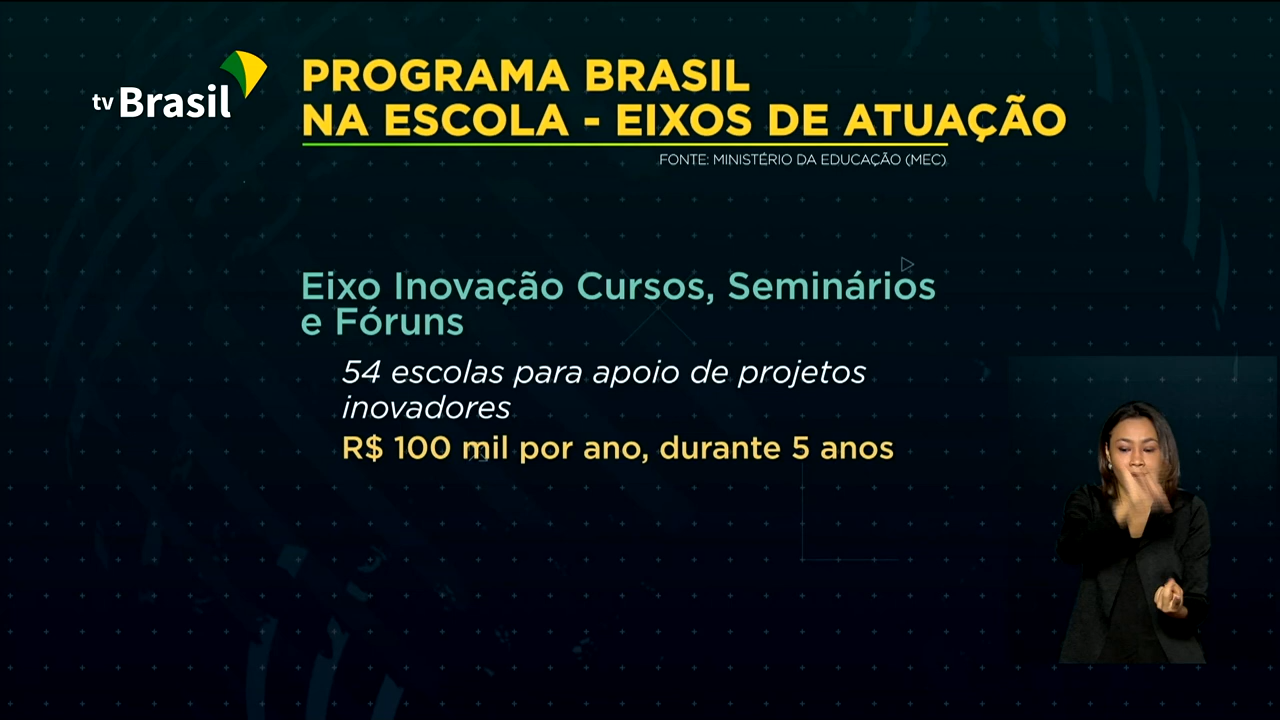 tv Brasil
PROGRAMA BRASIL
NA ESCOLA - EIXOS DE ATUAÇÃO
FONTE: MINISTÉRIO DA EDUCAÇÃO (MEC)
Eixo Inovação Cursos, Seminários
e Fóruns
54 escolas para apoio de projetos
inovadores
R$ 100 mil por ano, durante 5 anos